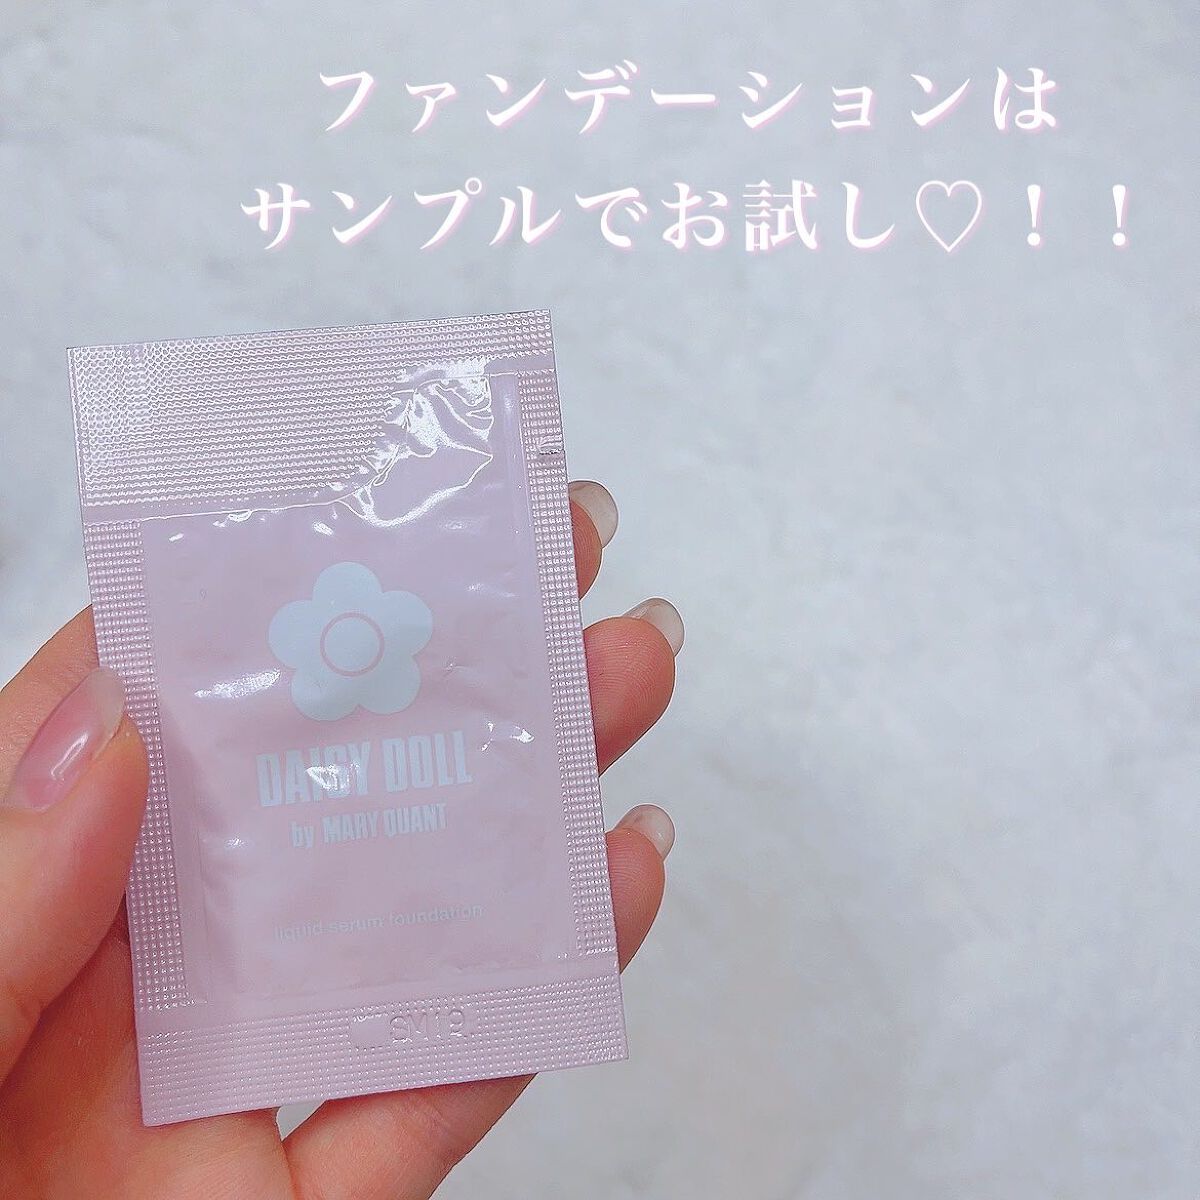 ファンデーションは
サンプルでお試し♡！！
DAISY DOLL
by MARY QUANT
liquid serum foundation